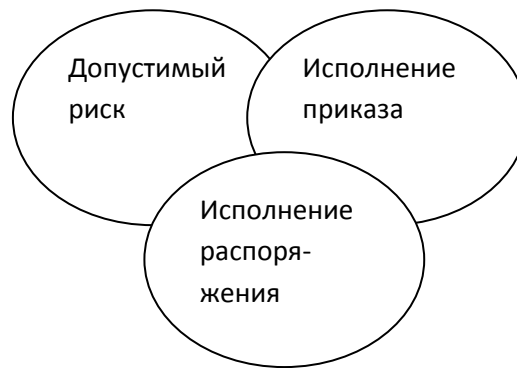 Допустимый
риск
Исполнение
приказа
Исполнение
распоря-
жения